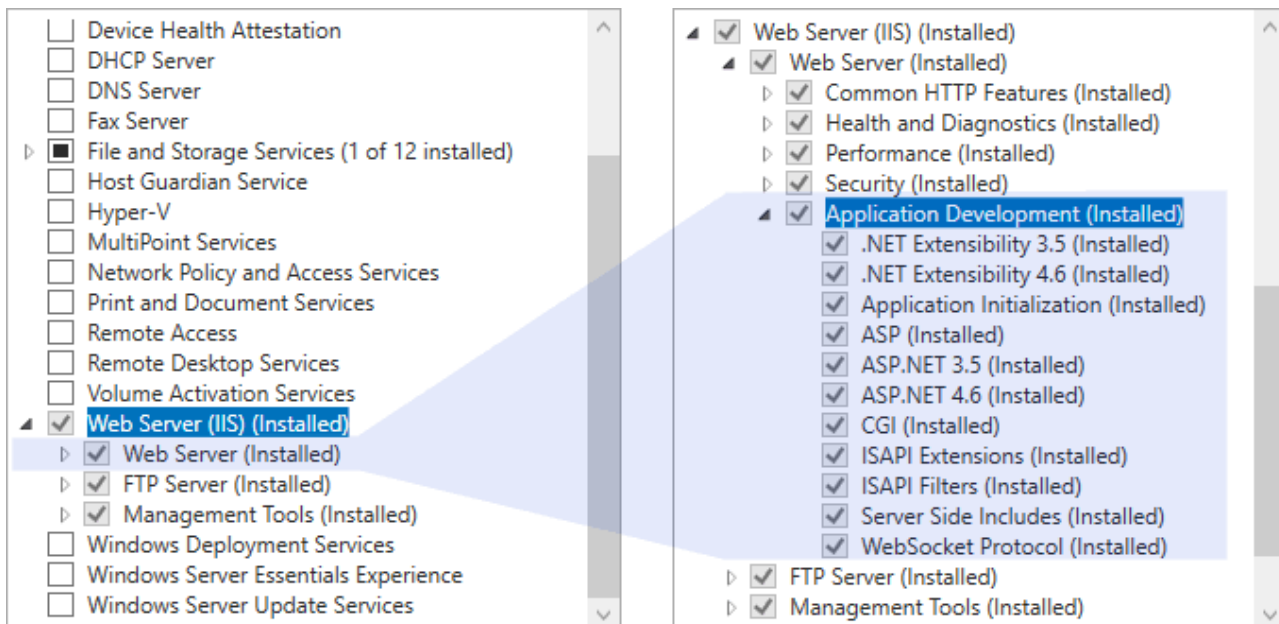 Device Health Attestation
DHCP Server
DNS Server
Fax Server
File and Storage Services (1 of 12 installed)
Host Guardian Service
Hyper-V
MultiPoint Services
Network Policy and Access Services
Print and Document Services
Remote Access
Remote Desktop Services
Volume Activation Services
Web Server (IIS) (Installed)
Web Server (Installed)
FTP Server (Installed)
Management Tools (Installed)
Windows Deployment Services
Windows Server Essentials Experience
Windows Server Update Services
Web Server (IIS) (Installed)
Web Server (Installed)
Common HTTP Features (Installed)
Health and Diagnostics (Installed)
Performance (Installed)
Security (Installed)
Application Development (Installed)
.NET Extensibility 3.5 (Installed)
.NET Extensibility 4.6 (Installed)
Application Initialization (Installed)
ASP (Installed)
ASP.NET 3.5 (Installed)
ASP.NET 4.6 (Installed)
CGI (Installed)
ISAPI Extensions (Installed)
ISAPI Filters (Installed)
Server Side Includes (Installed)
WebSocket Protocol (Installed)
FTP Server (Installed)
Management Tools (Installed)